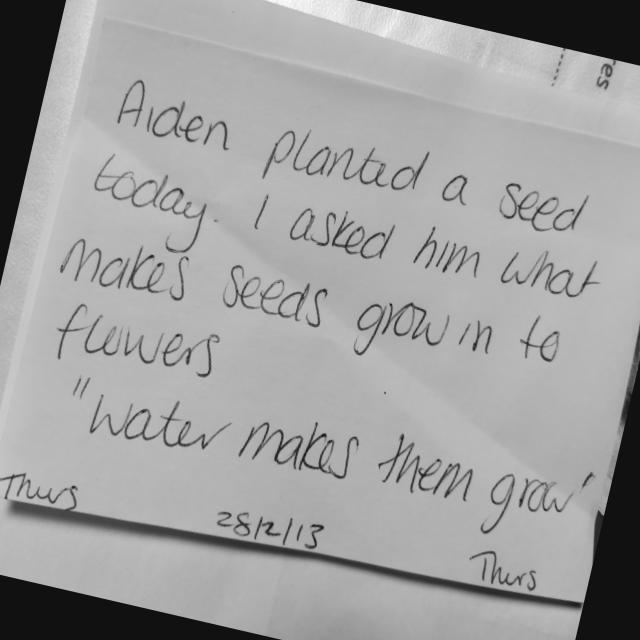 Aiden planted a seed
today. I asked him what
makes seeds grow in to
flowers
"Water makes them grow"
Thurs 28/2/13 Thurs